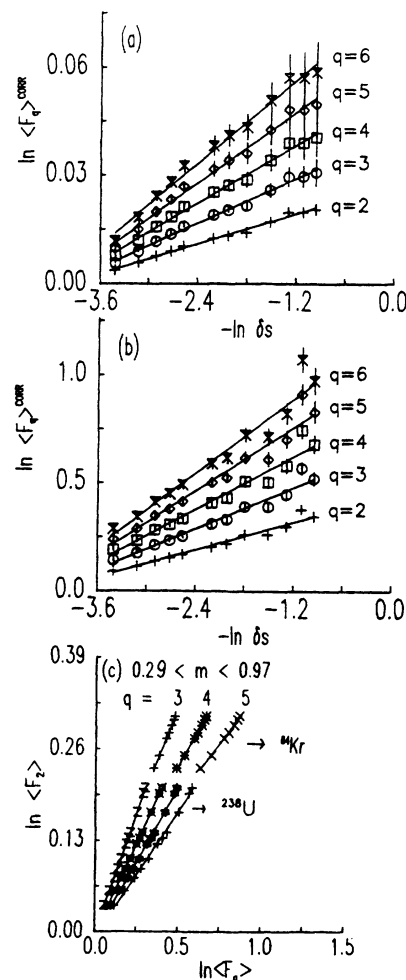 (a)
ln <F_q>^CORR
0.06
0.03
0.00
q=6
q=5
q=4
q=3
q=2
-3.6 -2.4 -1.2 0.0
-ln δs
(b)
ln <F_q>^CORR
1.0
0.5
0.0
q=6
q=5
q=4
q=3
q=2
-3.6 -2.4 -1.2 0.0
-ln δs
(c) 0.29 < m < 0.97
q = 3 4 5
ln <F_2>
0.39
0.26
0.13
0.00
→ ^84Kr
→ ^238U
0.0 0.5 1.0 1.5
ln<F_q>